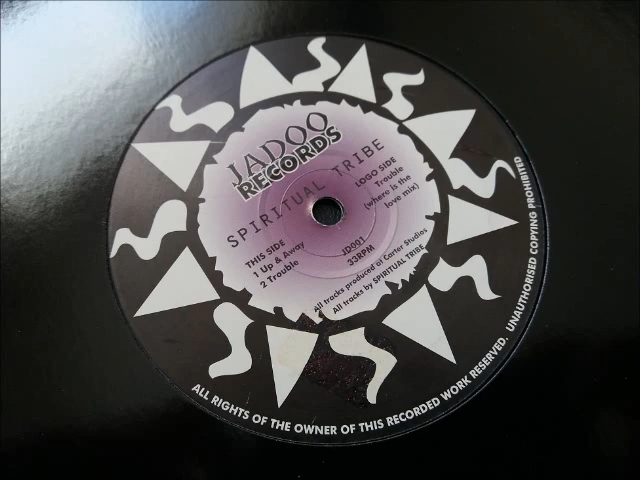 JADOO
RECORDS
SPIRITUAL TRIBE
THIS SIDE
1 Up & Away
2 Trouble
LOGO SIDE
Trouble
(where is the
love mix)
JD001
33RPM
All tracks produced at Carter Studios
All tracks by SPIRITUAL TRIBE
ALL RIGHTS OF THE OWNER OF THIS RECORDED WORK RESERVED. UNAUTHORISED COPYING PROHIBITED